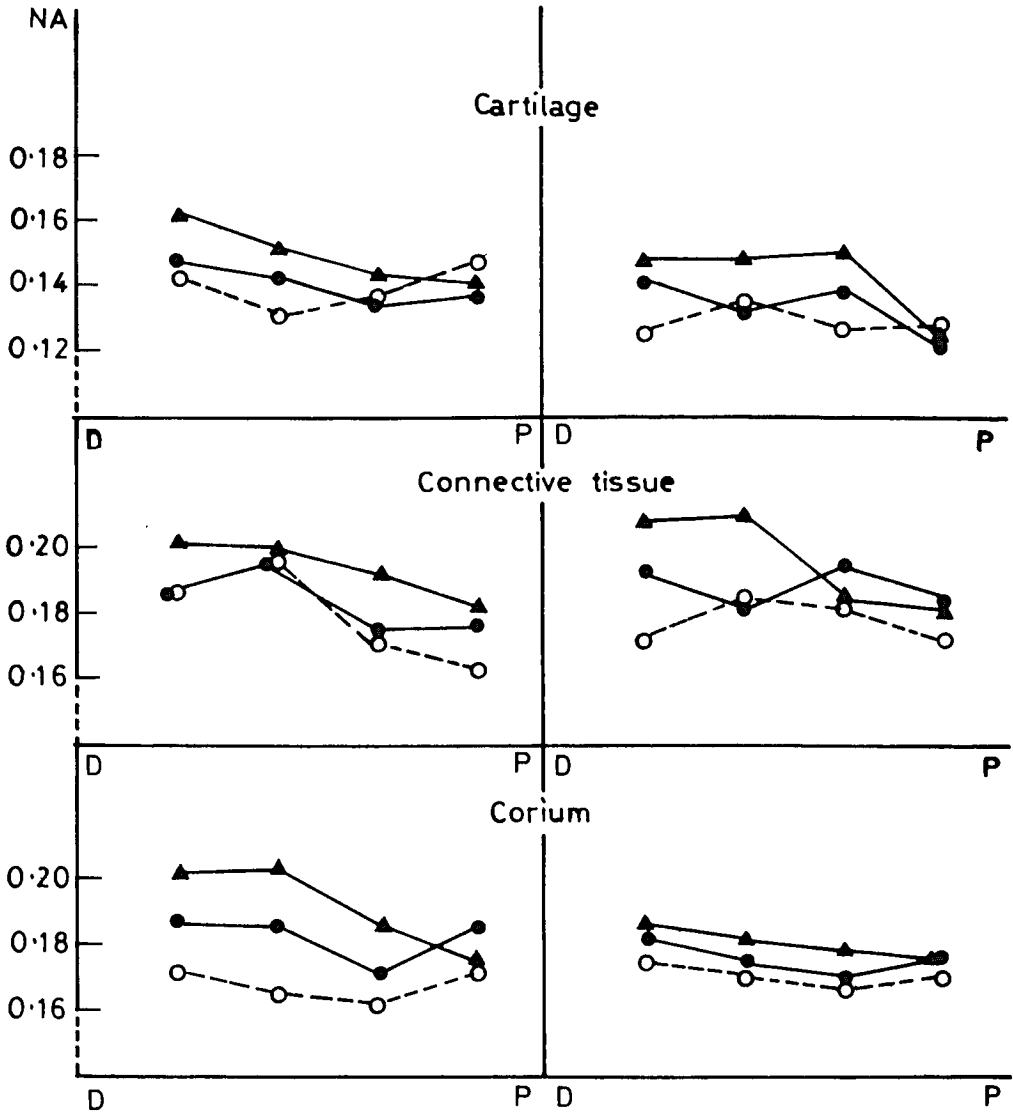 NA
Cartilage
0·18
0·16
0·14
0·12
D P D P
Connective tissue
0·20
0·18
0·16
D P D P
Corium
0·20
0·18
0·16
D P D P